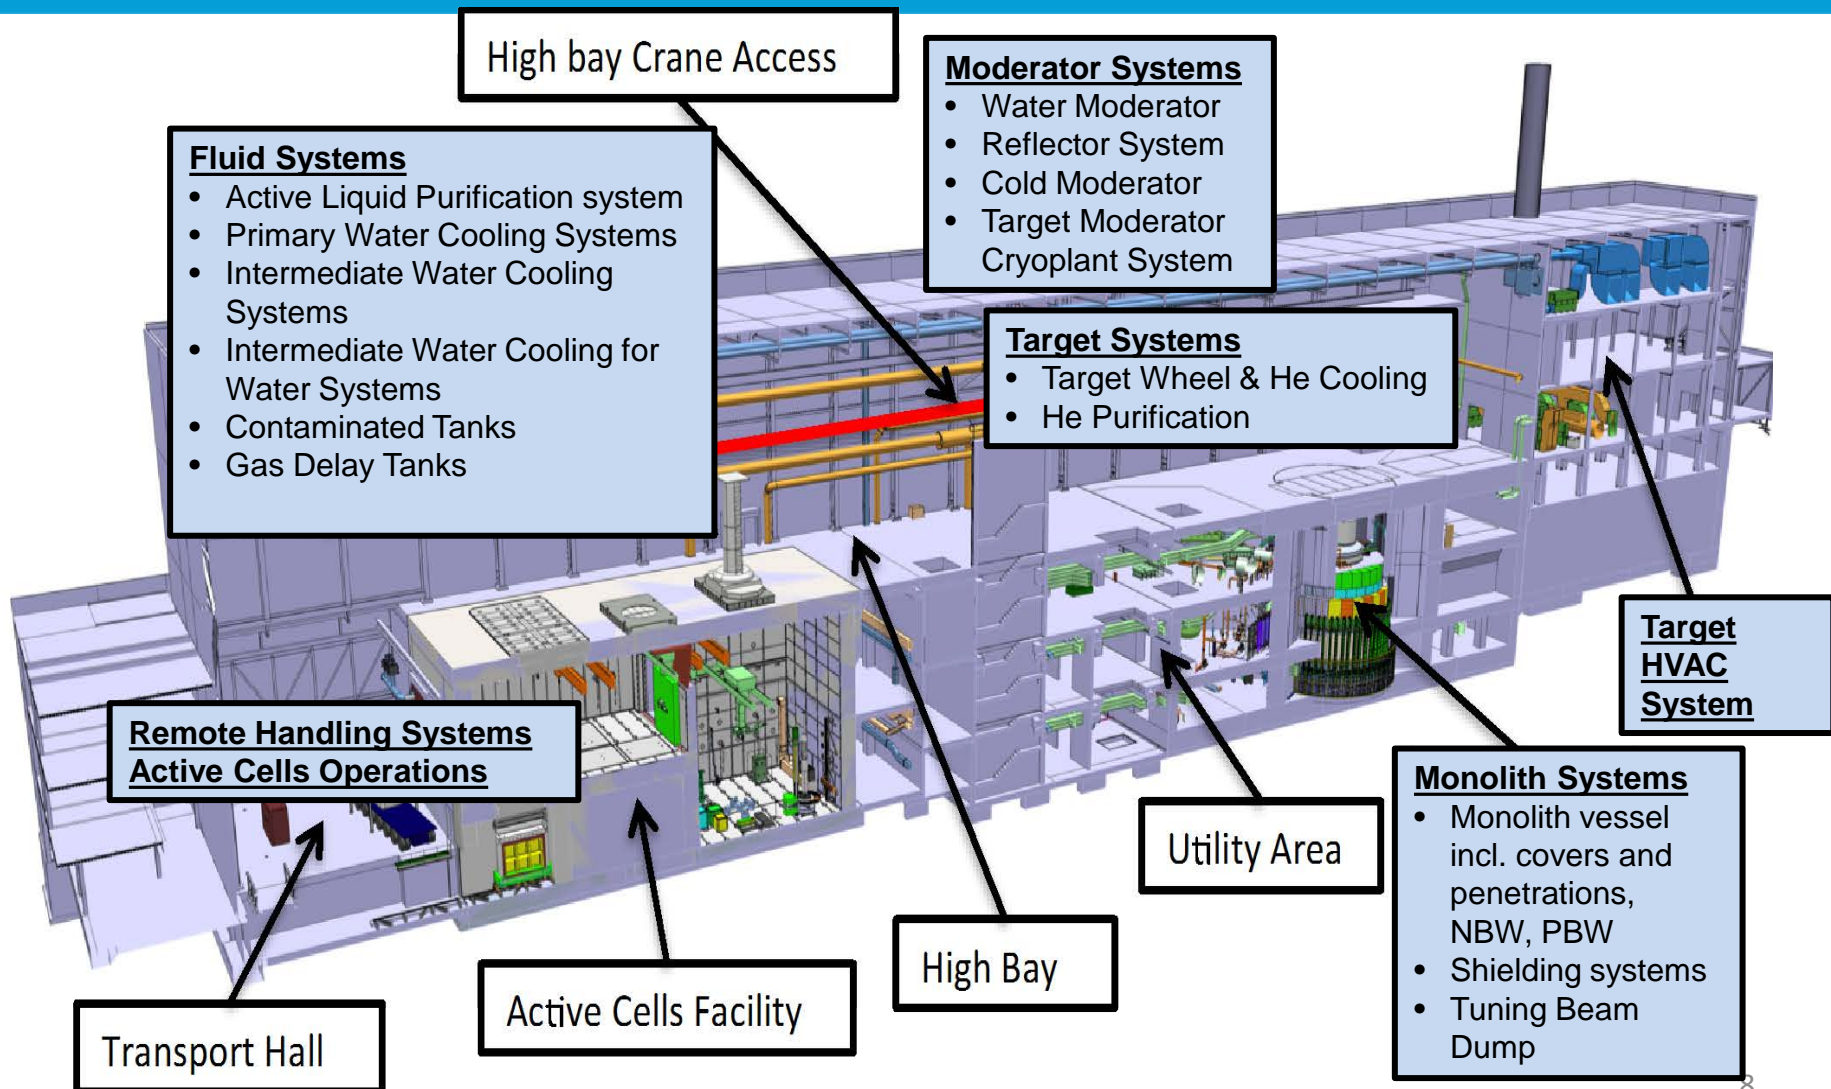 High bay Crane Access
Moderator Systems
• Water Moderator
• Reflector System
• Cold Moderator
• Target Moderator
Cryoplant System
Fluid Systems
• Active Liquid Purification system
• Primary Water Cooling Systems
• Intermediate Water Cooling
Systems
• Intermediate Water Cooling for
Water Systems
• Contaminated Tanks
• Gas Delay Tanks
Target Systems
• Target Wheel & He Cooling
• He Purification
Target
HVAC
System
Remote Handling Systems
Active Cells Operations
Monolith Systems
• Monolith vessel
incl. covers and
penetrations,
NBW, PBW
• Shielding systems
• Tuning Beam
Dump
Utility Area
High Bay
Active Cells Facility
Transport Hall
8